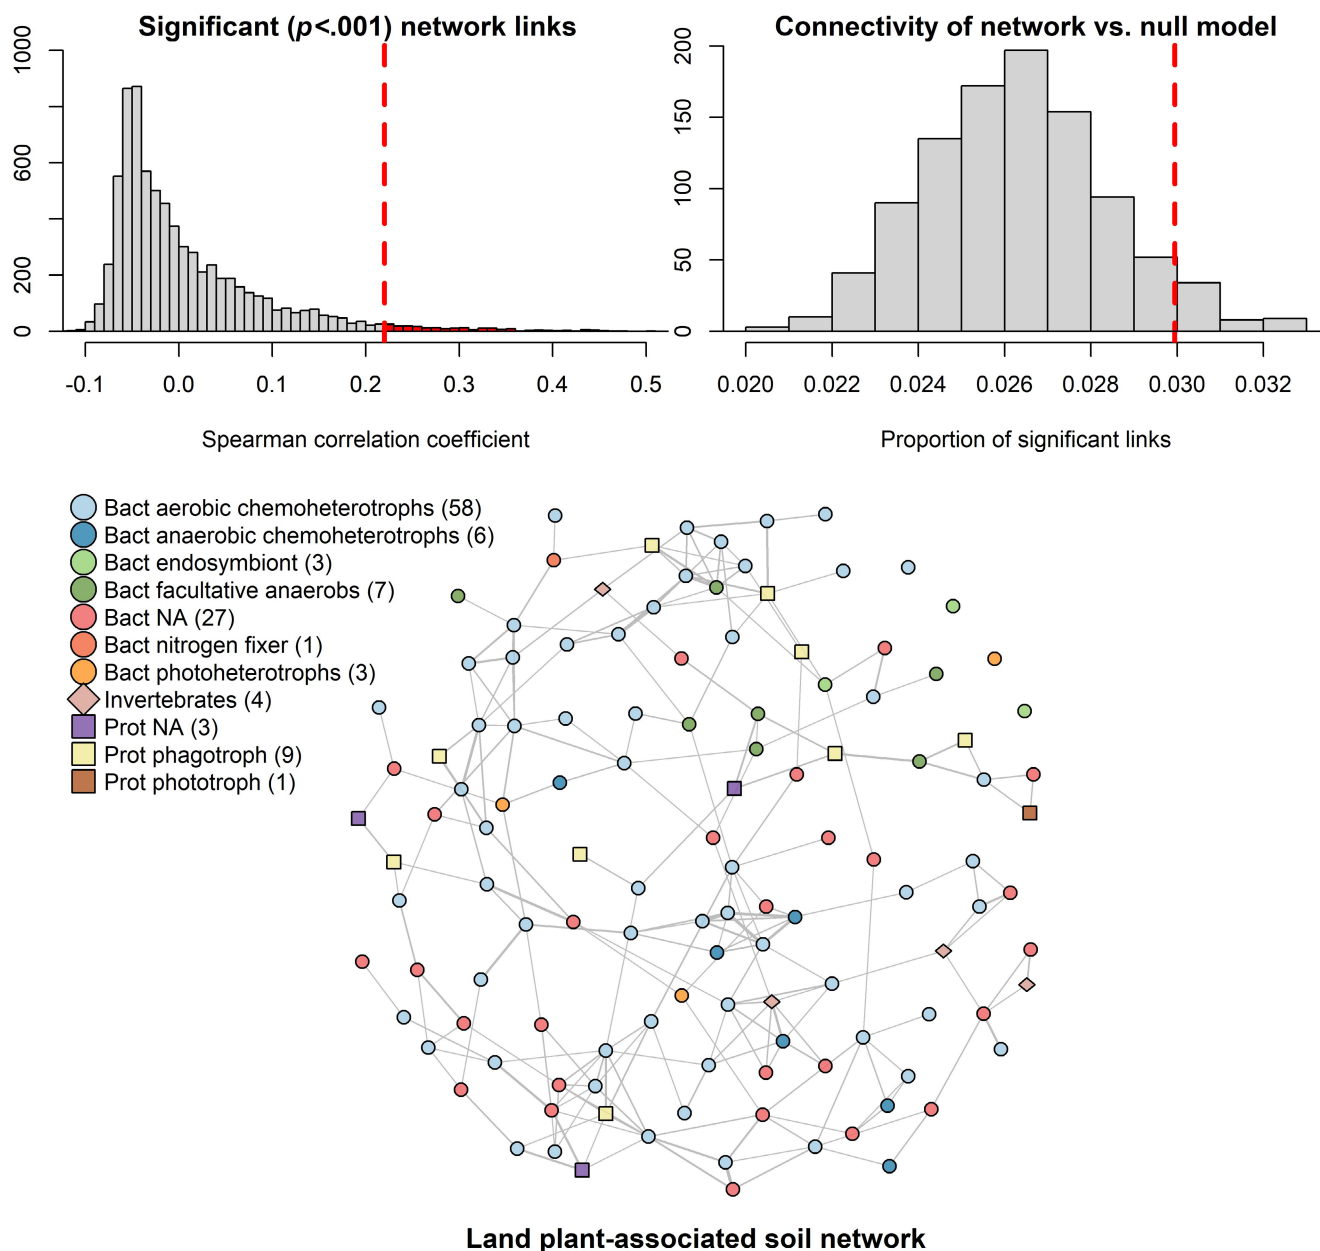 Significant (p<.001) network links
1000
600
200
0
-0.1 0.0 0.1 0.2 0.3 0.4 0.5
Spearman correlation coefficient
Connectivity of network vs. null model
200
150
100
50
0
0.020 0.022 0.024 0.026 0.028 0.030 0.032
Proportion of significant links
Bact aerobic chemoheterotrophs (58)
Bact anaerobic chemoheterotrophs (6)
Bact endosymbiont (3)
Bact facultative anaerobs (7)
Bact NA (27)
Bact nitrogen fixer (1)
Bact photoheterotrophs (3)
Invertebrates (4)
Prot NA (3)
Prot phagotroph (9)
Prot phototroph (1)
Land plant-associated soil network